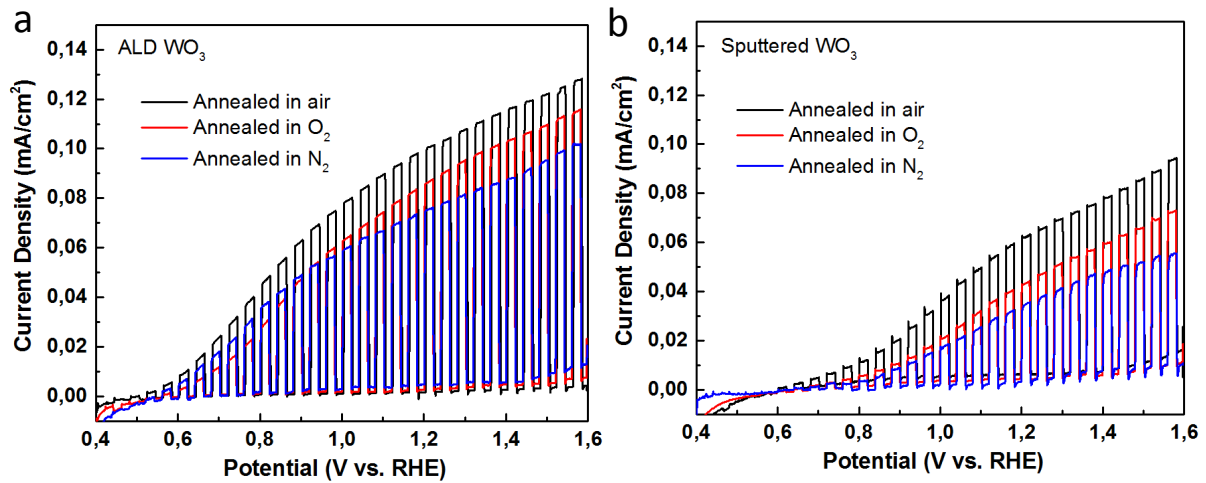 a
ALD WO3
Annealed in air
Annealed in O2
Annealed in N2
0,14
0,12
0,10
0,08
0,06
0,04
0,02
0,00
Current Density (mA/cm2)
0,4 0,6 0,8 1,0 1,2 1,4 1,6
Potential (V vs. RHE)
b
Sputtered WO3
Annealed in air
Annealed in O2
Annealed in N2
0,14
0,12
0,10
0,08
0,06
0,04
0,02
0,00
Current Density (mA/cm2)
0,4 0,6 0,8 1,0 1,2 1,4 1,6
Potential (V vs. RHE)